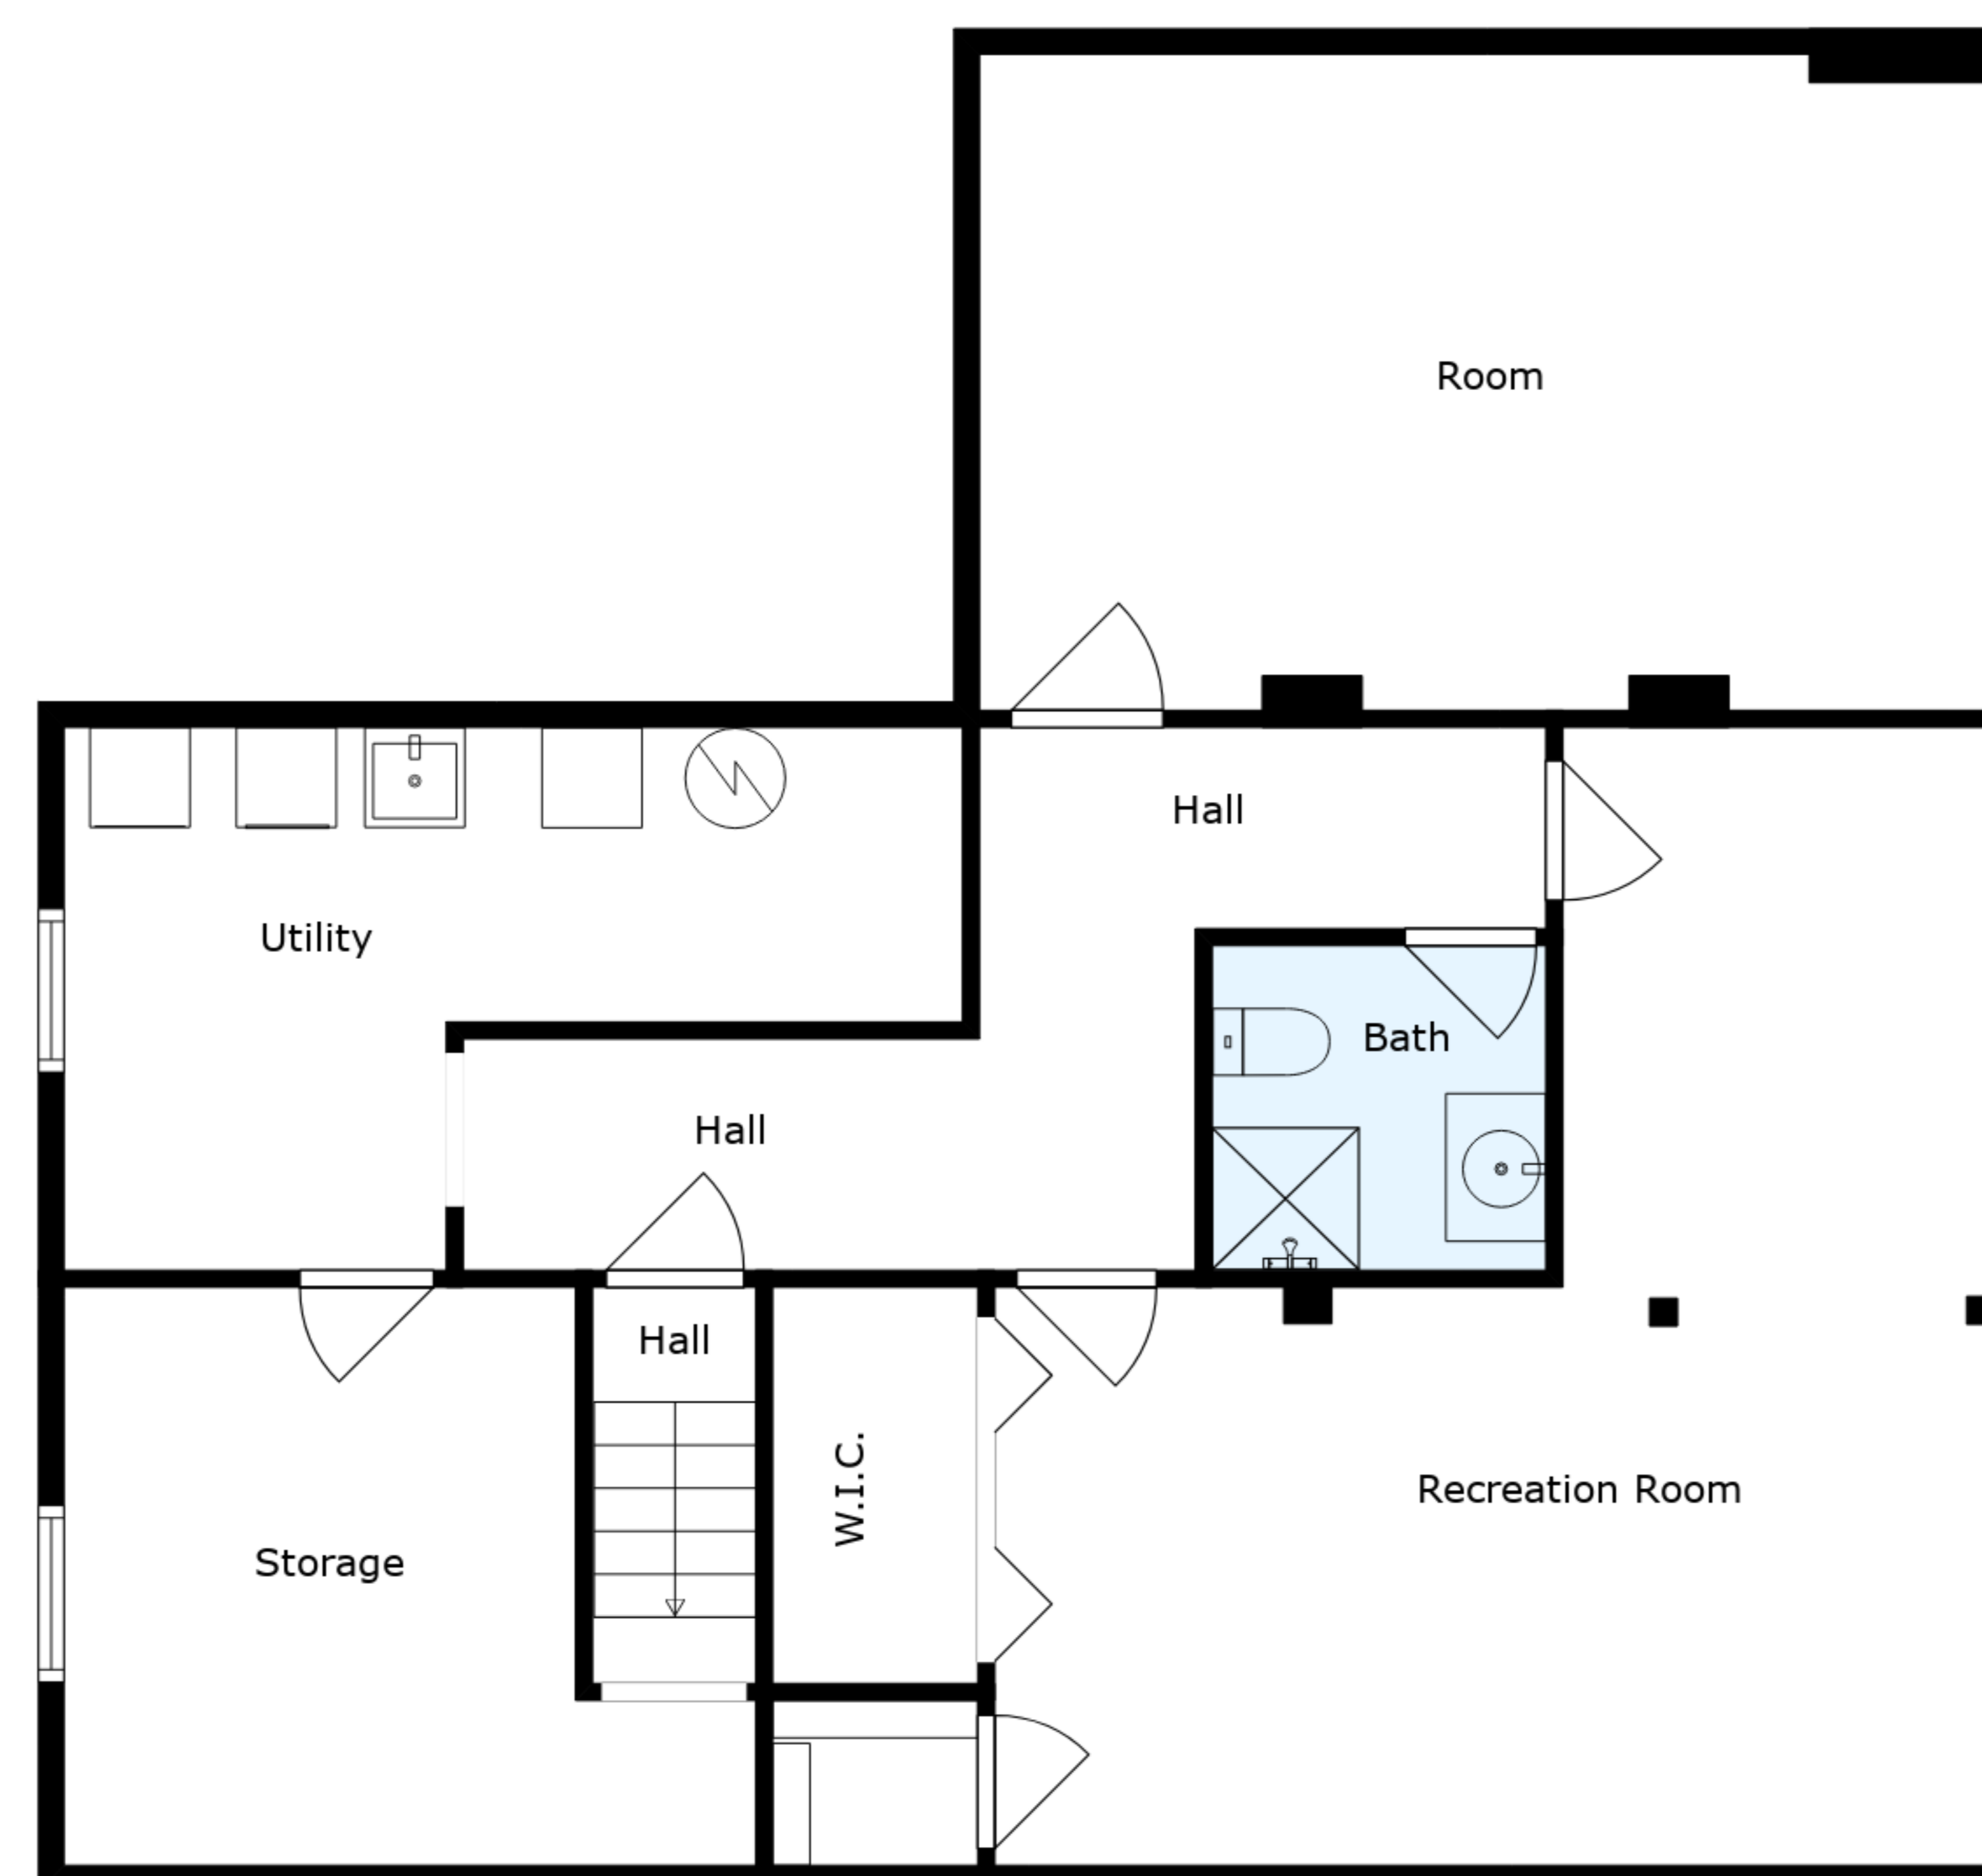 Room
Hall
Utility
Bath
Hall
Hall
W.I.C.
Recreation Room
Storage